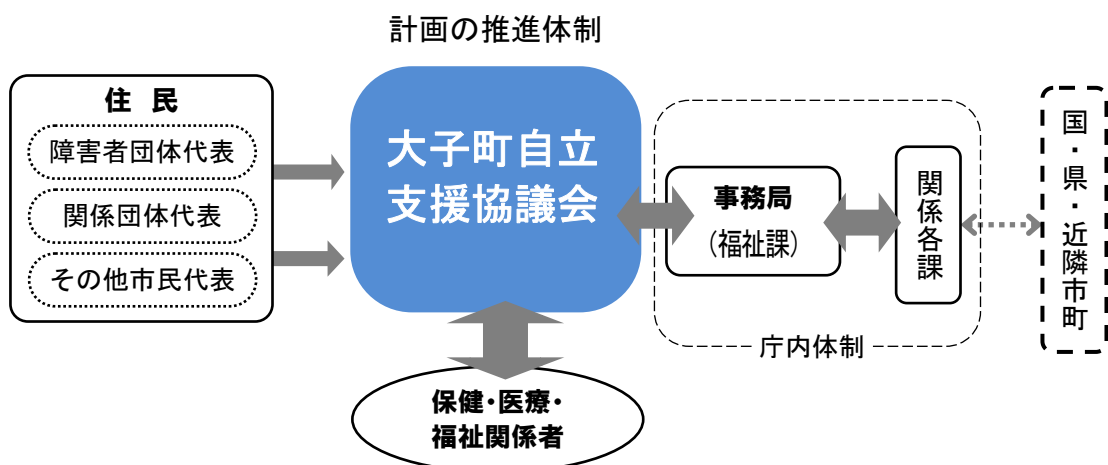 計画の推進体制
住 民
障害者団体代表
関係団体代表
その他市民代表
大子町自立
支援協議会
事務局
(福祉課)
関係各課
庁内体制
国・県・近隣市町
保健・医療・
福祉関係者